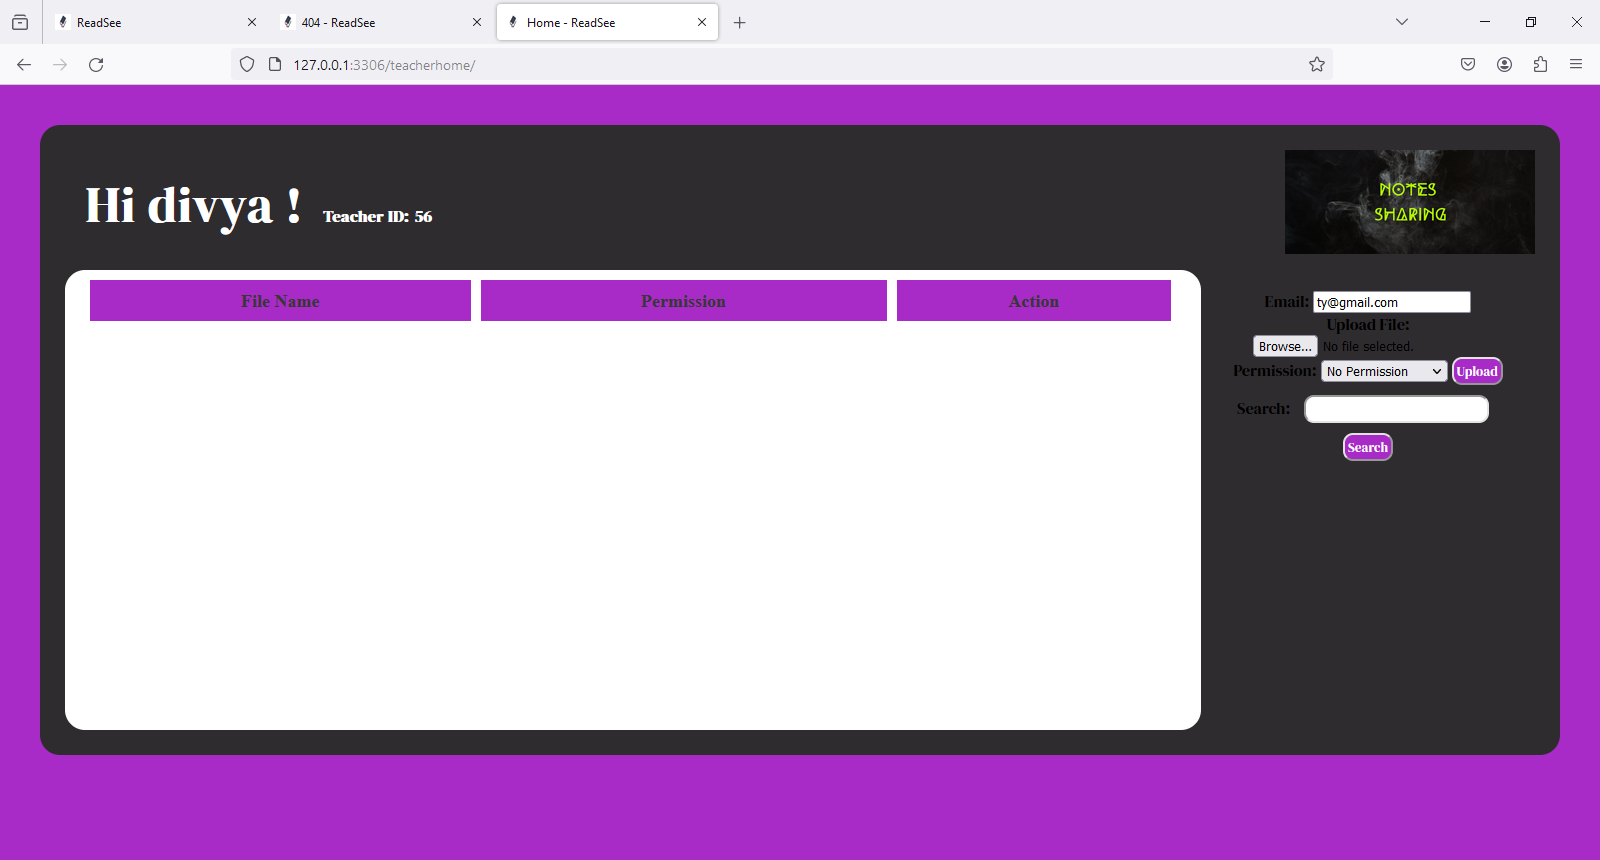 ReadSee
404 - ReadSee
Home - ReadSee
127.0.0.1:3306/teacherhome/
Hi divya ! Teacher ID: 56
NOTES
SHARING
File Name Permission Action
Email: ty@gmail.com
Upload File:
Browse... No file selected.
Permission: No Permission Upload
Search:
Search